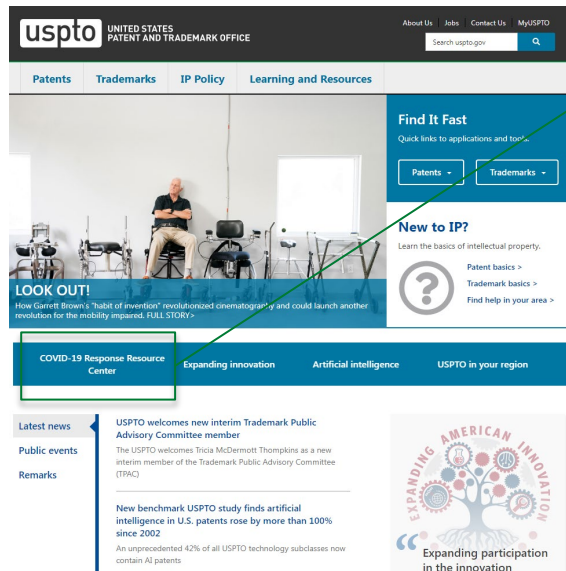 uspto
UNITED STATES
PATENT AND TRADEMARK OFFICE
About Us Jobs Contact Us MyUSPTO
Search uspto.gov
Patents Trademarks IP Policy Learning and Resources
Find It Fast
Quick links to applications and tools.
Patents Trademarks
New to IP?
Learn the basics of intellectual property.
Patent basics >
Trademark basics >
Find help in your area >
LOOK OUT!
How Garrett Brown's "habit of invention" revolutionized cinematography and could launch another
revolution for the mobility impaired. FULL STORY>
COVID-19 Response Resource
Center
Expanding innovation
Artificial intelligence
USPTO in your region
Latest news
Public events
Remarks
USPTO welcomes new interim Trademark Public
Advisory Committee member
The USPTO welcomes Tricia McDermott Thompkins as a new
interim member of the Trademark Public Advisory Committee
(TPAC)
New benchmark USPTO study finds artificial
intelligence in U.S. patents rose by more than 100%
since 2002
An unprecedented 42% of all USPTO technology subclasses now
contain AI patents
EXPANDING AMERICAN INNOVATION
“ Expanding participation
in the innovation